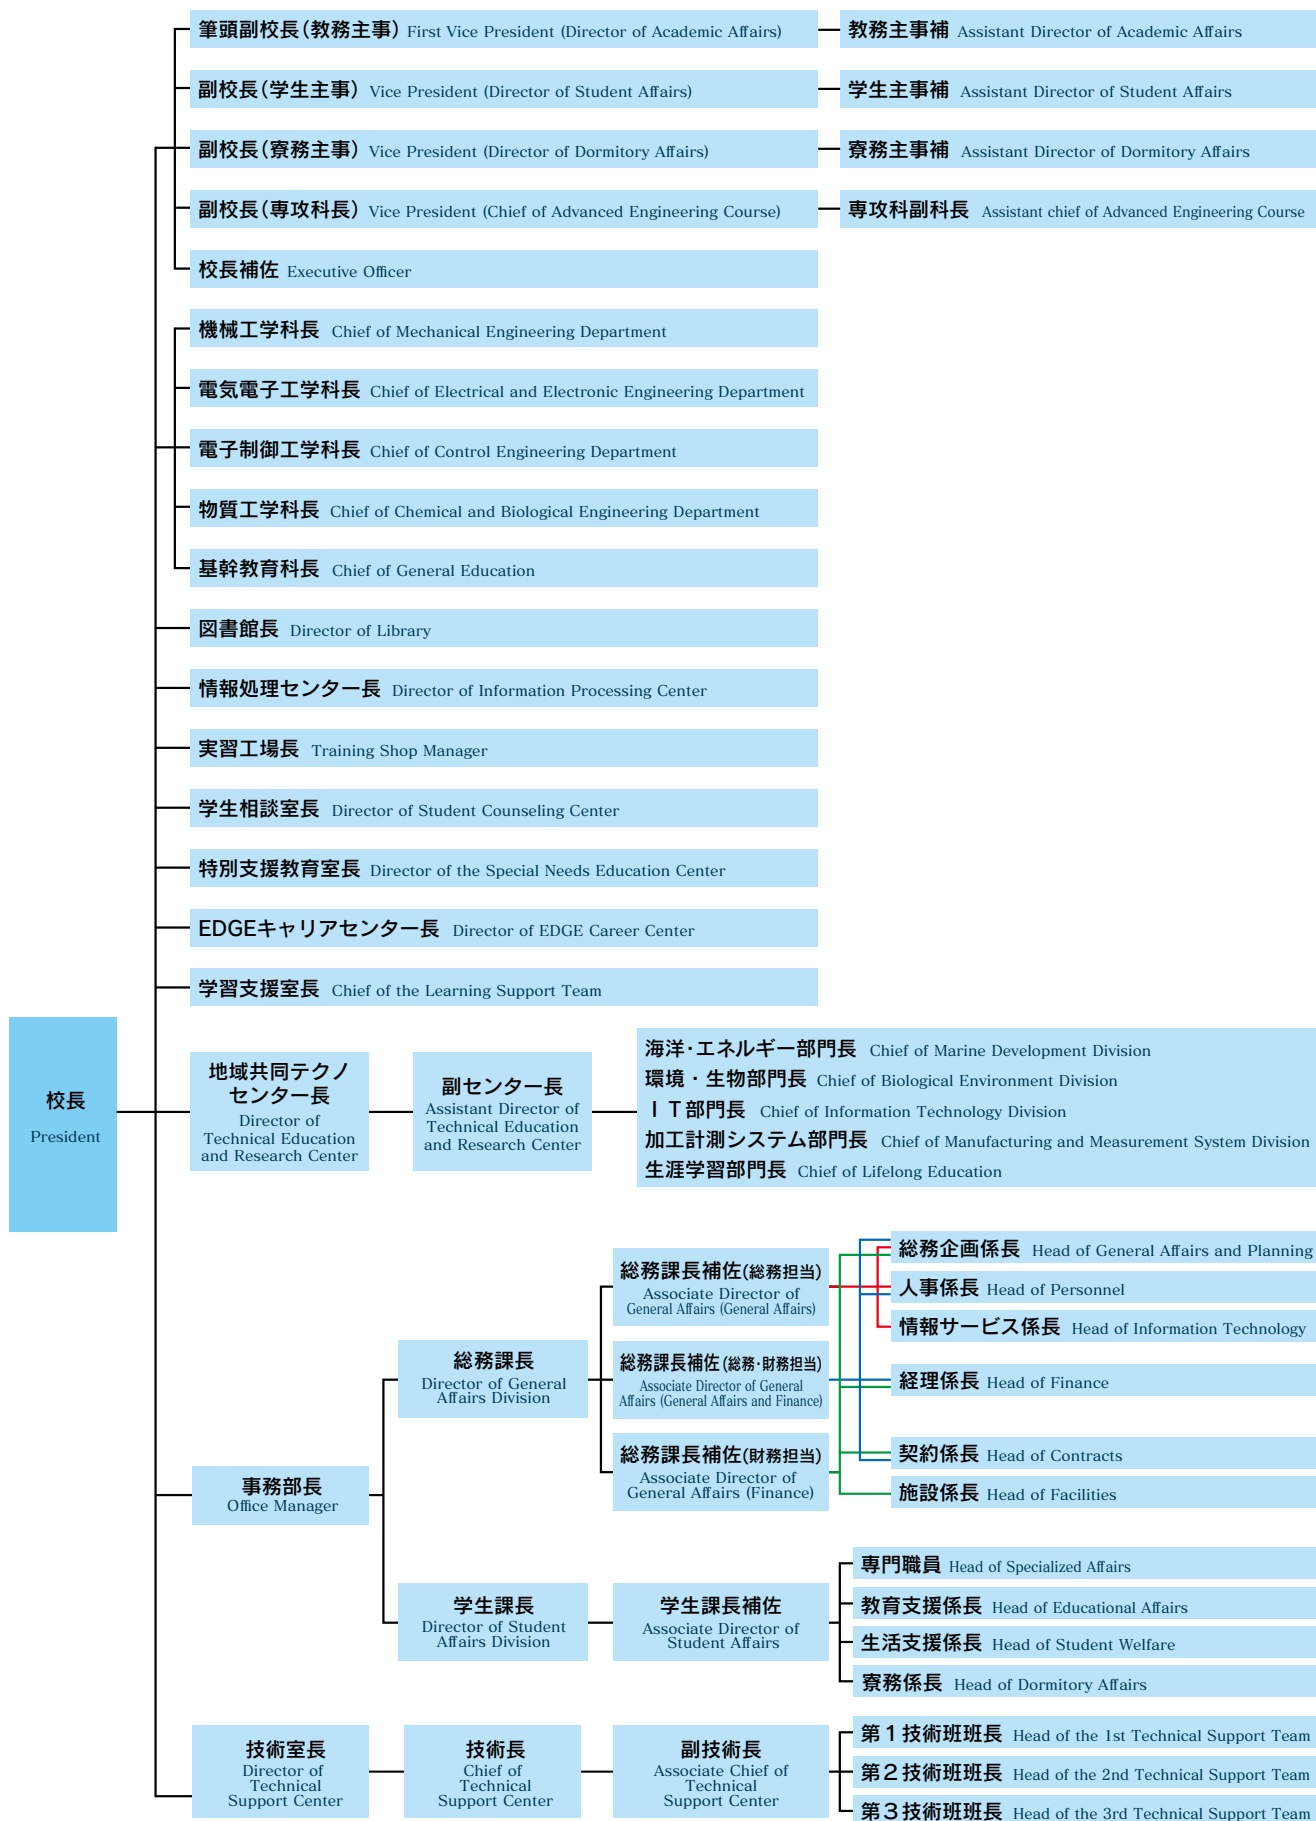 筆頭副校長(教務主事) First Vice President (Director of Academic Affairs)
教務主事補 Assistant Director of Academic Affairs
副校長(学生主事) Vice President (Director of Student Affairs)
学生主事補 Assistant Director of Student Affairs
副校長(寮務主事) Vice President (Director of Dormitory Affairs)
寮務主事補 Assistant Director of Dormitory Affairs
副校長(専攻科長) Vice President (Chief of Advanced Engineering Course)
専攻科副科長 Assistant chief of Advanced Engineering Course
校長補佐 Executive Officer
機械工学科長 Chief of Mechanical Engineering Department
電気電子工学科長 Chief of Electrical and Electronic Engineering Department
電子制御工学科長 Chief of Control Engineering Department
物質工学科長 Chief of Chemical and Biological Engineering Department
基幹教育科長 Chief of General Education
図書館長 Director of Library
情報処理センター長 Director of Information Processing Center
実習工場長 Training Shop Manager
学生相談室長 Director of Student Counseling Center
特別支援教育室長 Director of the Special Needs Education Center
EDGEキャリアセンター長 Director of EDGE Career Center
学習支援室長 Chief of the Learning Support Team
校長
President
地域共同テクノ
センター長
Director of
Technical Education
and Research Center
副センター長
Assistant Director of
Technical Education
and Research Center
海洋・エネルギー部門長 Chief of Marine Development Division
環境・生物部門長 Chief of Biological Environment Division
IT部門長 Chief of Information Technology Division
加工計測システム部門長 Chief of Manufacturing and Measurement System Division
生涯学習部門長 Chief of Lifelong Education
事務部長
Office Manager
総務課長
Director of General
Affairs Division
総務課長補佐(総務担当)
Associate Director of
General Affairs (General Affairs)
総務課長補佐(総務・財務担当)
Associate Director of General
Affairs (General Affairs and Finance)
総務課長補佐(財務担当)
Associate Director of
General Affairs (Finance)
総務企画係長 Head of General Affairs and Planning
人事係長 Head of Personnel
情報サービス係長 Head of Information Technology
経理係長 Head of Finance
契約係長 Head of Contracts
施設係長 Head of Facilities
学生課長
Director of Student
Affairs Division
学生課長補佐
Associate Director of
Student Affairs
専門職員 Head of Specialized Affairs
教育支援係長 Head of Educational Affairs
生活支援係長 Head of Student Welfare
寮務係長 Head of Dormitory Affairs
技術室長
Director of
Technical
Support Center
技術長
Chief of
Technical
Support Center
副技術長
Associate Chief of
Technical
Support Center
第1技術班班長 Head of the 1st Technical Support Team
第2技術班班長 Head of the 2nd Technical Support Team
第3技術班班長 Head of the 3rd Technical Support Team